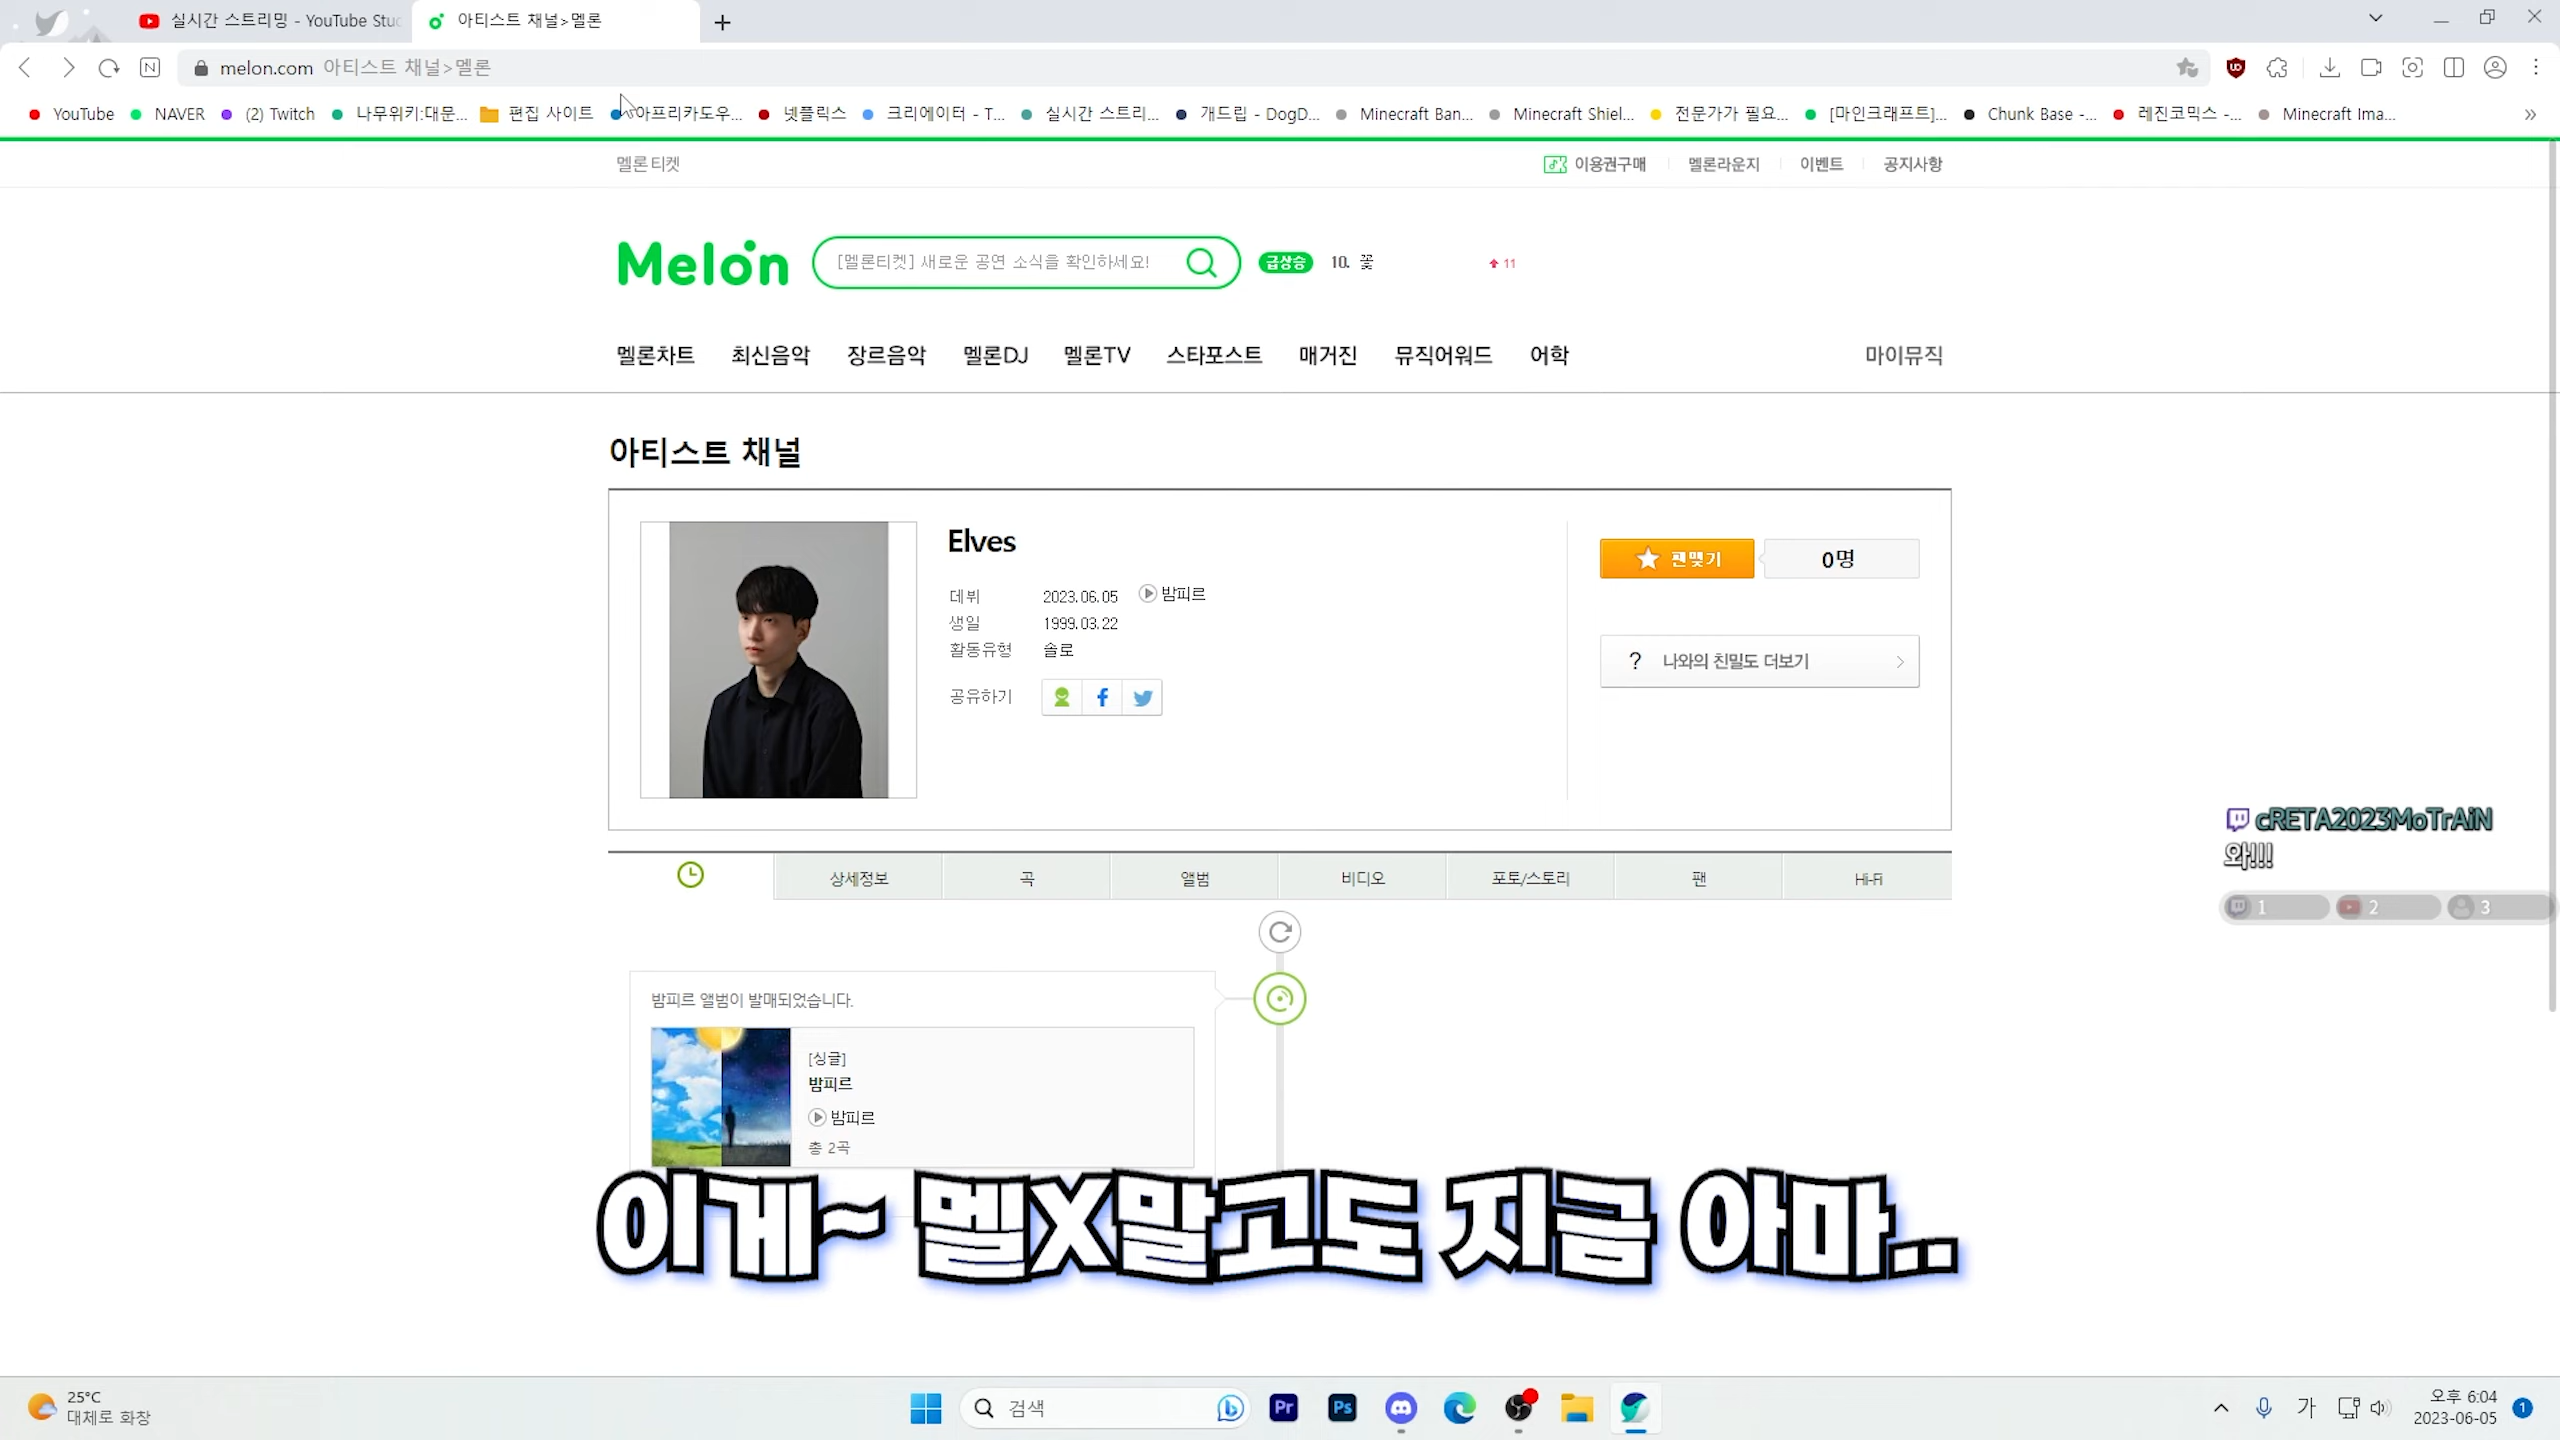 실시간 스트리밍 - YouTube Stuc
아티스트 채널>멜론
melon.com 아티스트 채널>멜론
YouTube NAVER (2) Twitch 나무위키:대문... 편집 사이트 아프리카도우... 넷플릭스 크리에이터 - T... 실시간 스트리... 개드립 - DogD... Minecraft Ban... Minecraft Shiel... 전문가가 필요... [마인크래프트]... Chunk Base -... 레진코믹스 -... Minecraft Ima...
멜론티켓 이용권구매 멜론라운지 이벤트 공지사항
Melon [멜론티켓] 새로운 공연 소식을 확인하세요! 급상승 10. 꽃 11
멜론차트 최신음악 장르음악 멜론DJ 멜론TV 스타포스트 매거진 뮤직어워드 어학 마이뮤직
아티스트 채널
Elves
팬맺기 0명
데뷔 2023.06.05 밤피르
생일 1999.03.22
활동유형 솔로
? 나와의 친밀도 더보기
공유하기
cRETA2023MoTrAiN
와!!!
상세정보 곡 앨범 비디오 포토/스토리 팬 Hi-Fi
1 2 3
밤피르 앨범이 발매되었습니다.
[싱글]
밤피르
밤피르
총 2곡
이게~ 멜X말고도 지금 아마..
25°C
대체로 화창
검색
Pr Ps
가
오후 6:04
2023-06-05
1